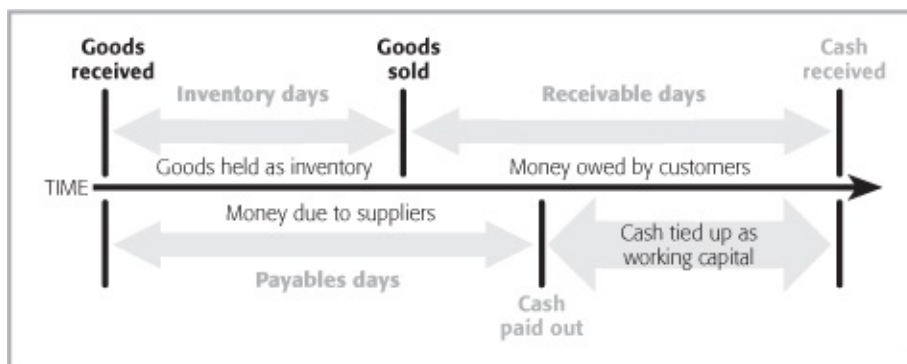 Goods
received
Goods
sold
Cash
received
Inventory days
Receivable days
Goods held as inventory
Money owed by customers
TIME
Money due to suppliers
Cash tied up as
working capital
Payables days
Cash
paid out